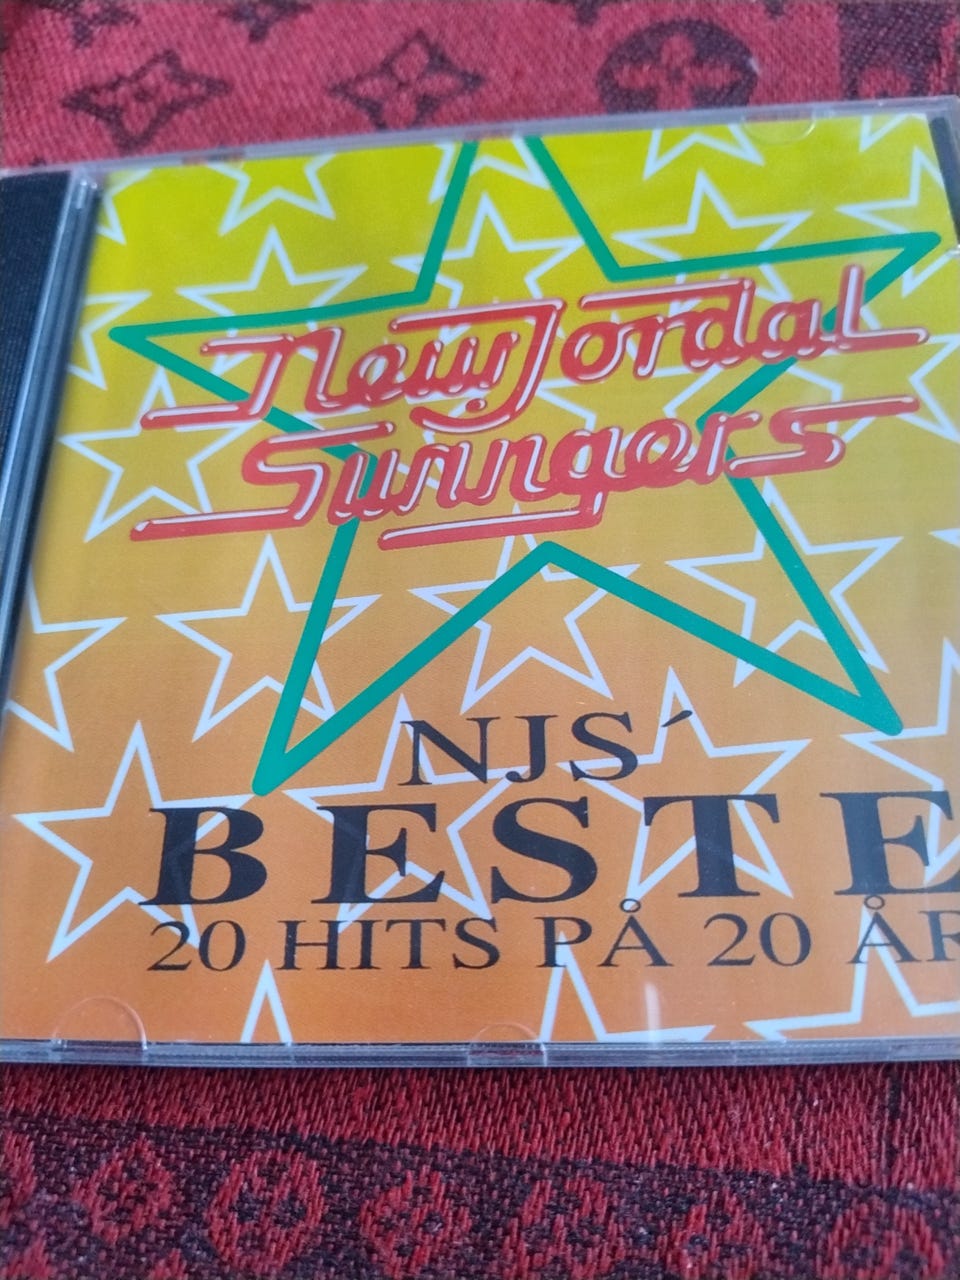 New Jordal
Swingers
NJS´
BESTE
20 HITS PÅ 20 ÅR